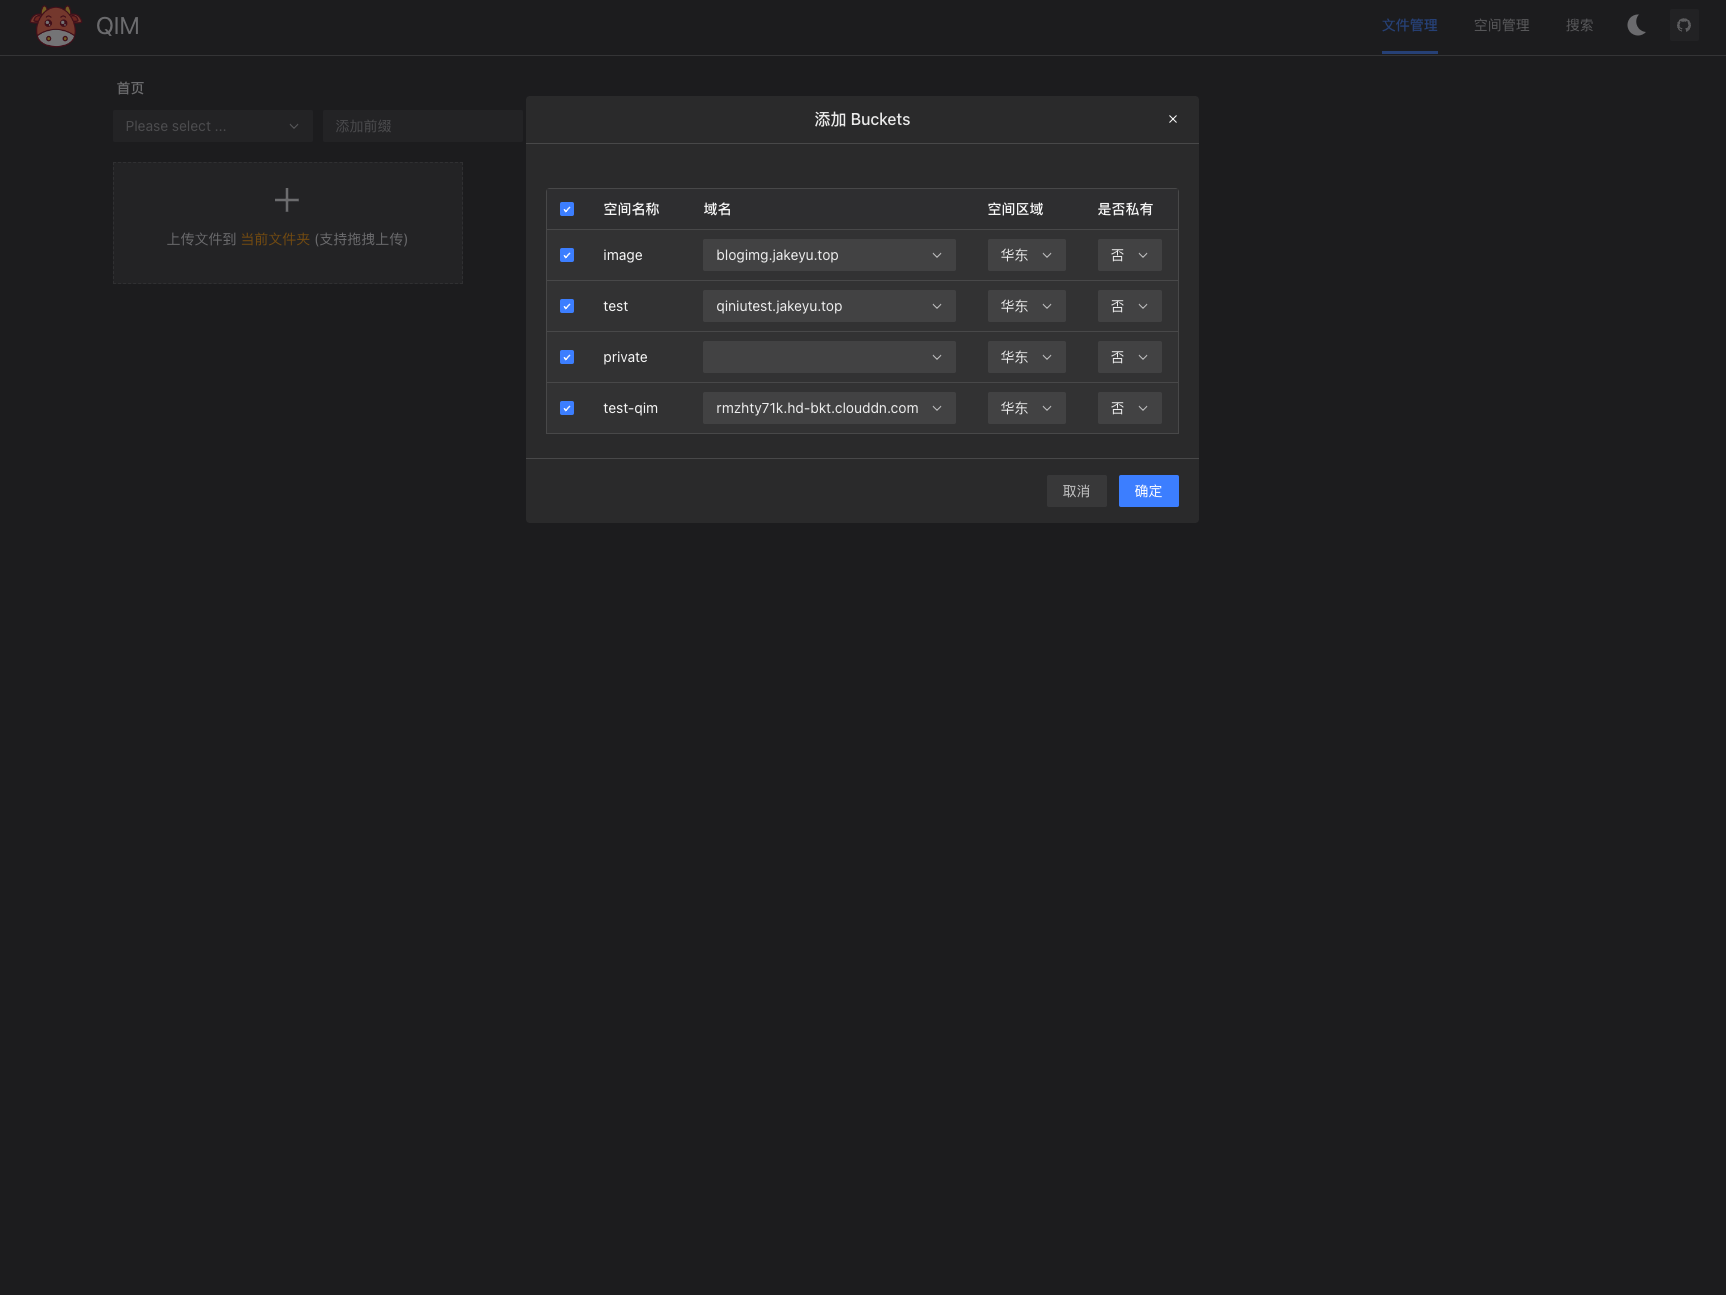 QIM
文件管理 空间管理 搜索
首页
Please select ... 添加前缀
上传文件到 当前文件夹 (支持拖拽上传)
添加 Buckets
空间名称 域名 空间区域 是否私有
image blogimg.jakeyu.top 华东 否
test qiniutest.jakeyu.top 华东 否
private 华东 否
test-qim rmzhty71k.hd-bkt.clouddn.com 华东 否
取消 确定